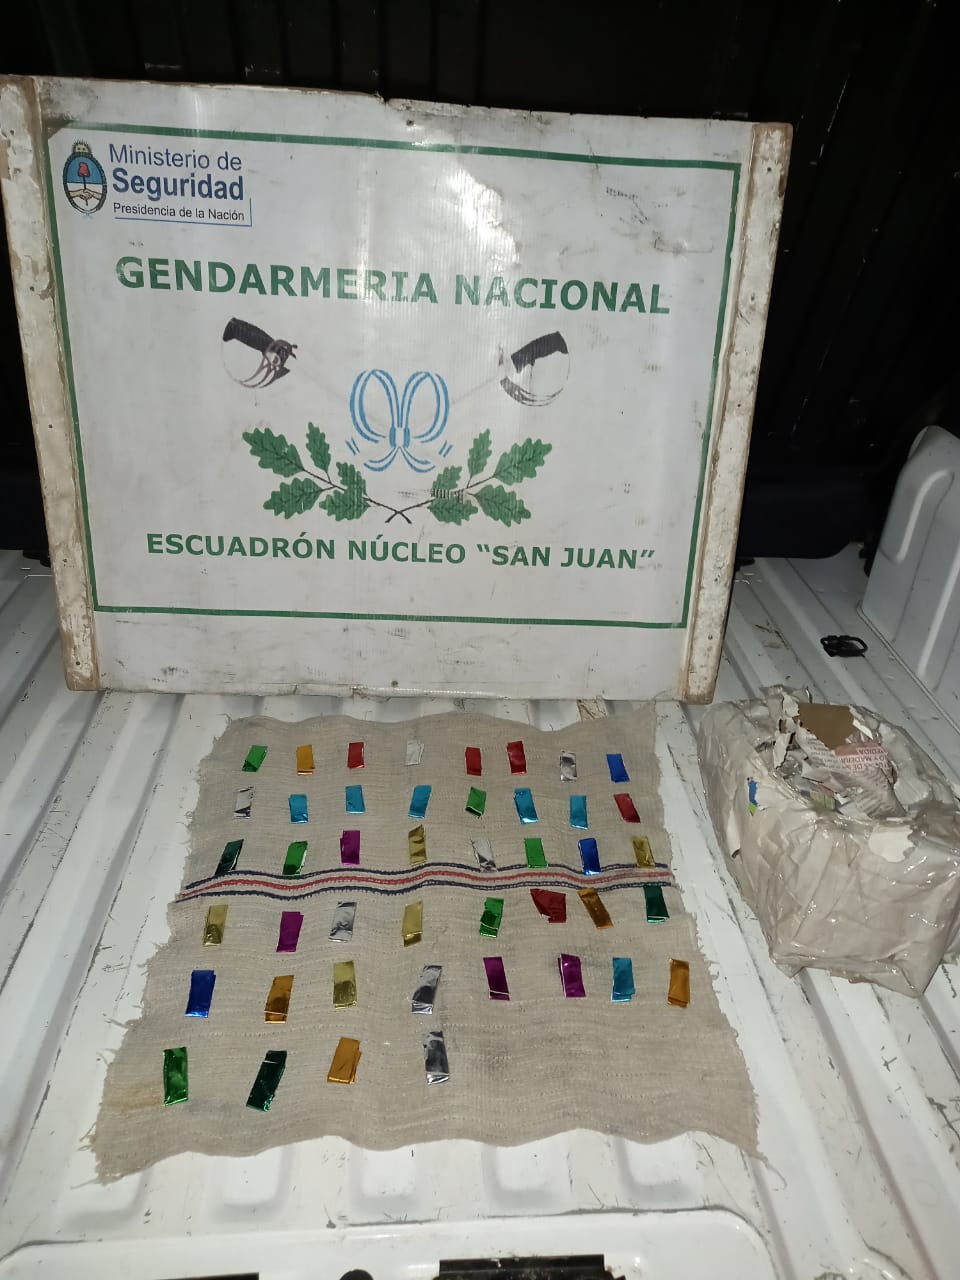 Ministerio de
Seguridad
Presidencia de la Nación
GENDARMERIA NACIONAL
ESCUADRÓN NÚCLEO “SAN JUAN”